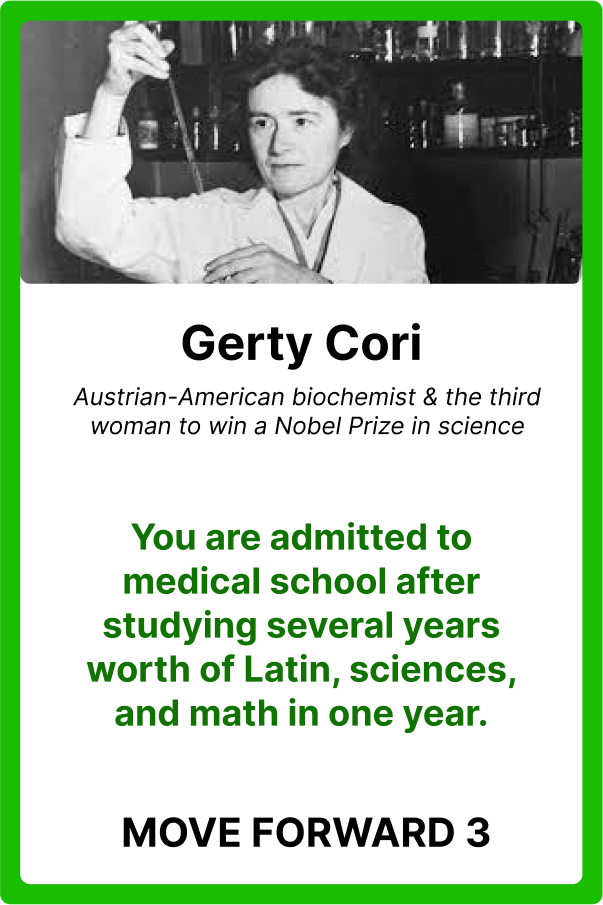 Gerty Cori
Austrian-American biochemist & the third
woman to win a Nobel Prize in science
You are admitted to
medical school after
studying several years
worth of Latin, sciences,
and math in one year.
MOVE FORWARD 3